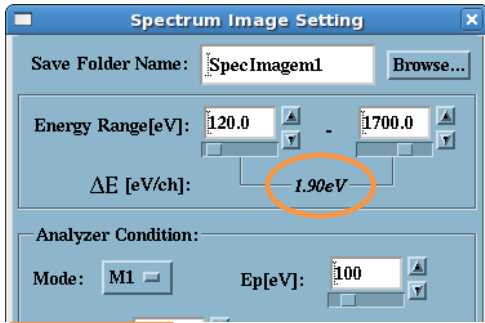 Spectrum Image Setting
Save Folder Name: SpecImagem1 Browse...
Energy Range[eV]: 120.0 - 1700.0
ΔE [eV/ch]: 1.90eV
Analyzer Condition:
Mode: M1 Ep[eV]: 100